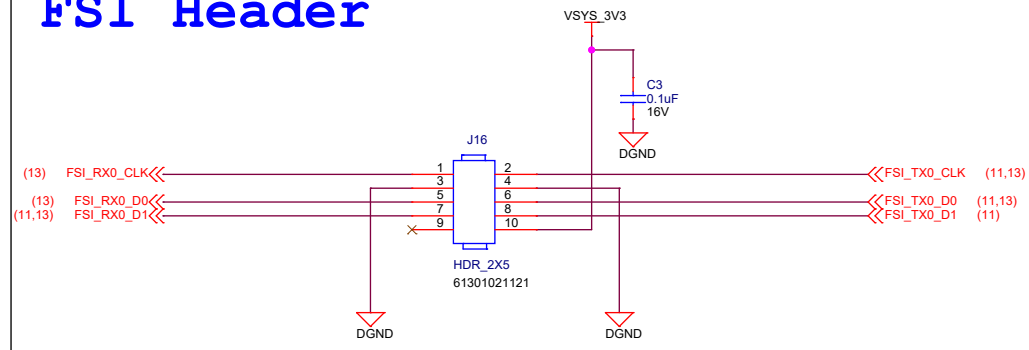 FSI Header
VSYS_3V3
C3
0.1uF
16V
DGND
J16
(13) FSI_RX0_CLK 1 2 FSI_TX0_CLK (11,13)
3 4
(13) FSI_RX0_D0 5 6 FSI_TX0_D0 (11,13)
(11,13) FSI_RX0_D1 7 8 FSI_TX0_D1 (11)
9 10
HDR_2X5
61301021121
DGND DGND